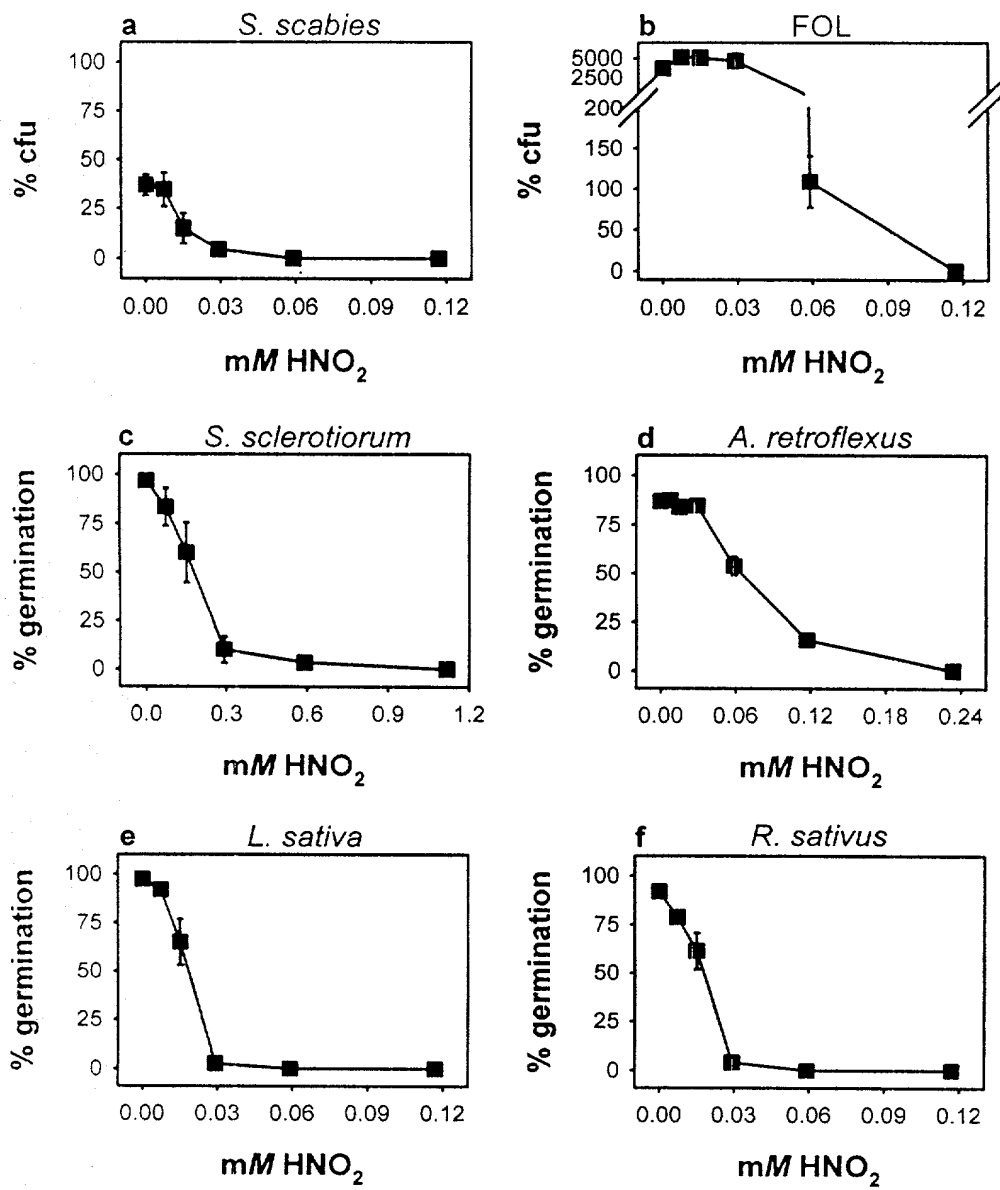 a S. scabies
100
75
50
25
0
% cfu
0.00 0.03 0.06 0.09 0.12
mM HNO2
b FOL
5000
2500
200
150
100
50
0
% cfu
0.00 0.03 0.06 0.09 0.12
mM HNO2
c S. sclerotiorum
100
75
50
25
0
% germination
0.0 0.3 0.6 0.9 1.2
mM HNO2
d A. retroflexus
100
75
50
25
0
% germination
0.00 0.06 0.12 0.18 0.24
mM HNO2
e L. sativa
100
75
50
25
0
% germination
0.00 0.03 0.06 0.09 0.12
mM HNO2
f R. sativus
100
75
50
25
0
% germination
0.00 0.03 0.06 0.09 0.12
mM HNO2